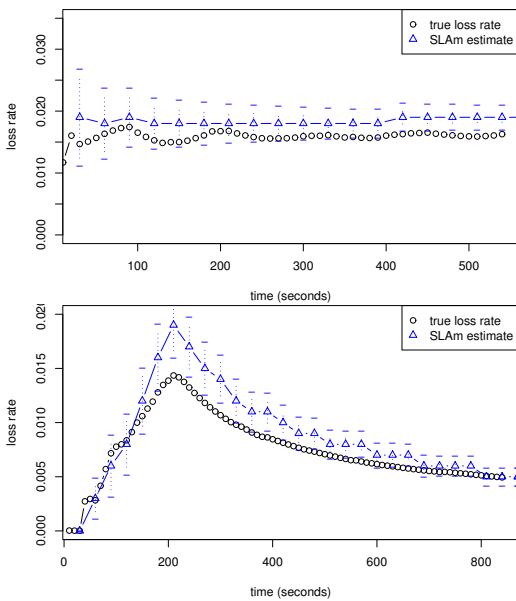 true loss rate
SLAm estimate
loss rate
0.000
0.010
0.020
0.030
100
200
300
400
500
time (seconds)
true loss rate
SLAm estimate
loss rate
0.000
0.005
0.010
0.015
0.020
0
200
400
600
800
time (seconds)